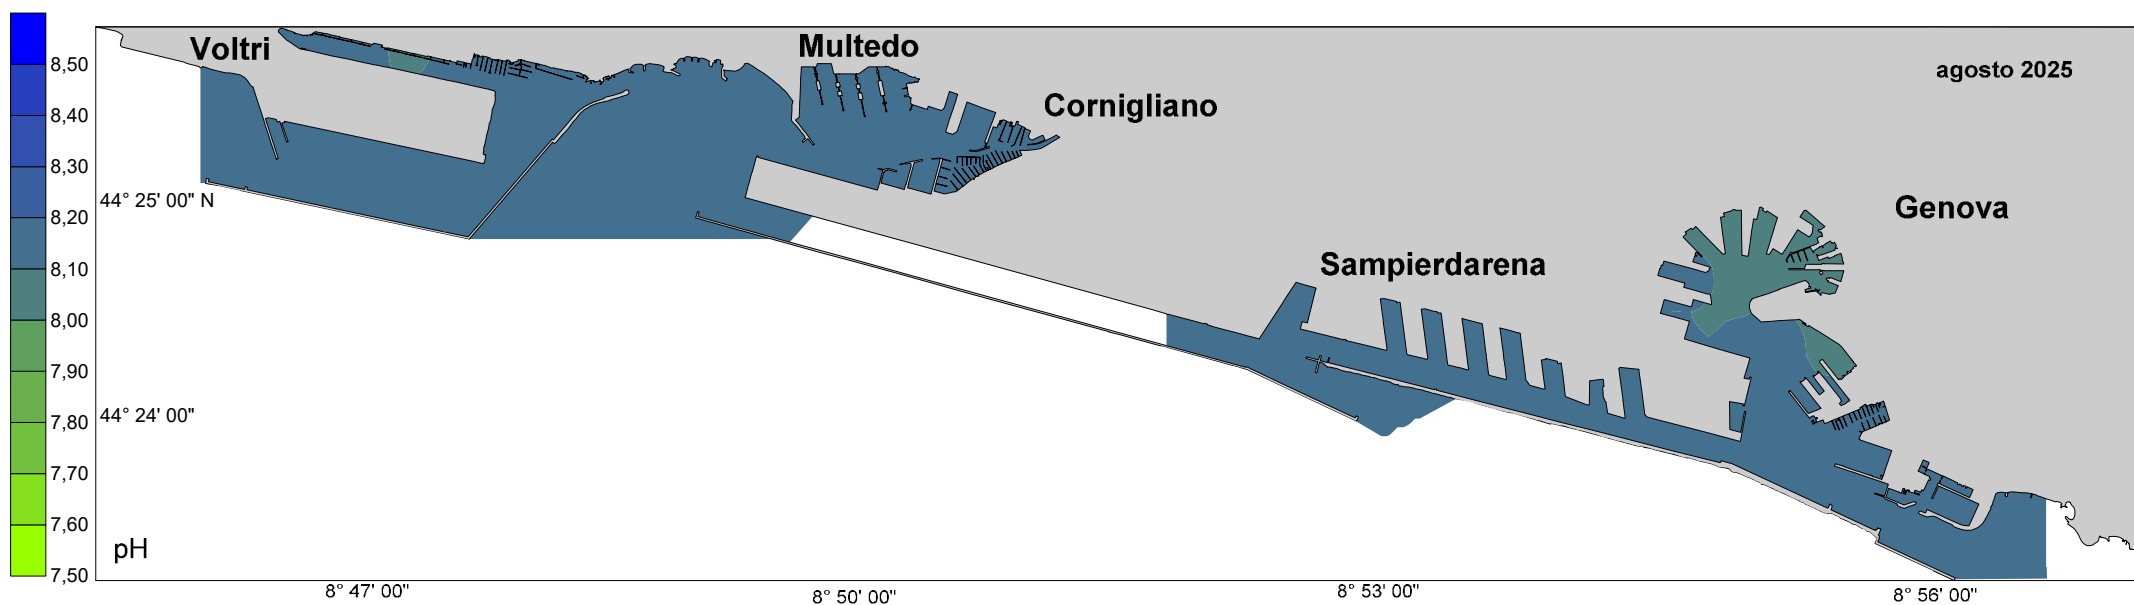 Voltri
Multedo
agosto 2025
Cornigliano
8,50
8,40
8,30
8,20
8,10
8,00
7,90
7,80
7,70
7,60
7,50
44° 25' 00" N
Genova
Sampierdarena
44° 24' 00"
pH
8° 47' 00"
8° 50' 00"
8° 53' 00"
8° 56' 00"